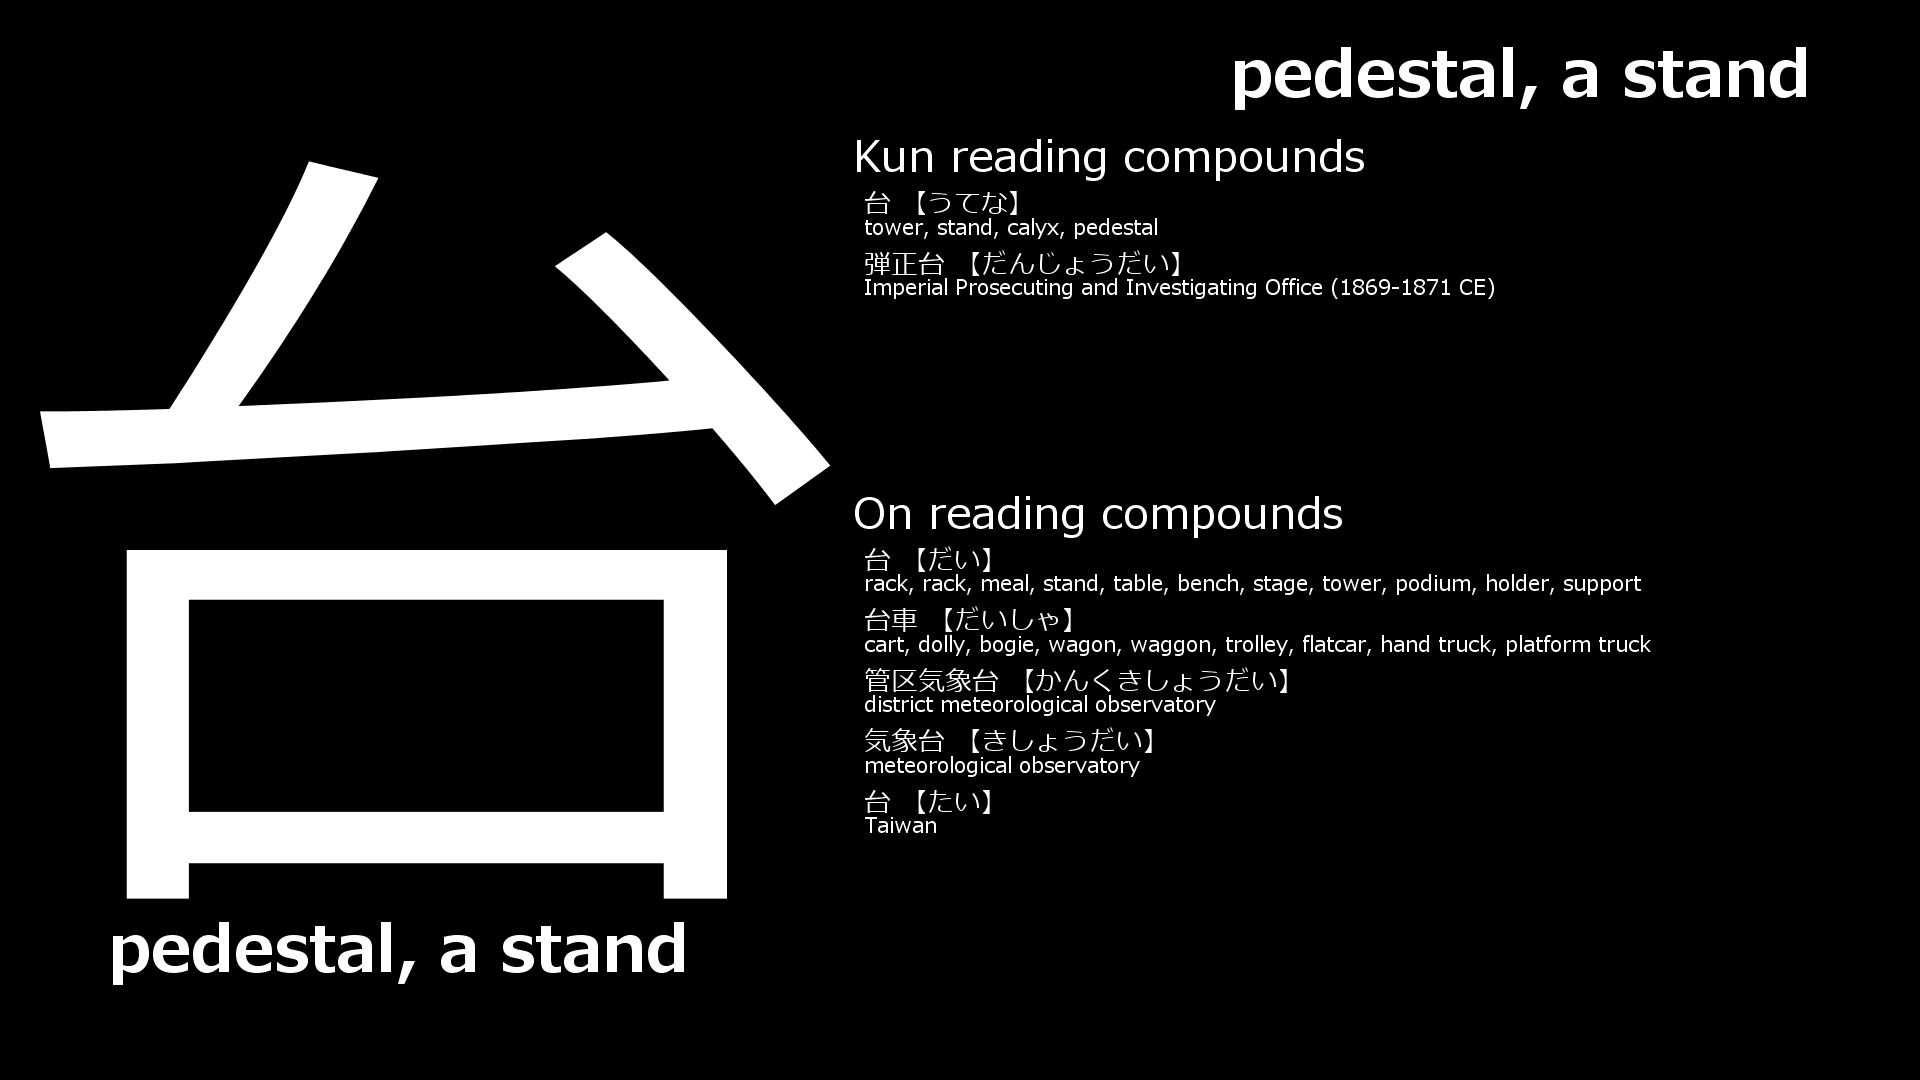 pedestal, a stand
台
pedestal, a stand
Kun reading compounds
台 【うてな】
tower, stand, calyx, pedestal
弾正台 【だんじょうだい】
Imperial Prosecuting and Investigating Office (1869-1871 CE)
On reading compounds
台 【だい】
rack, rack, meal, stand, table, bench, stage, tower, podium, holder, support
台車 【だいしゃ】
cart, dolly, bogie, wagon, waggon, trolley, flatcar, hand truck, platform truck
管区気象台 【かんくきしょうだい】
district meteorological observatory
気象台 【きしょうだい】
meteorological observatory
台 【たい】
Taiwan